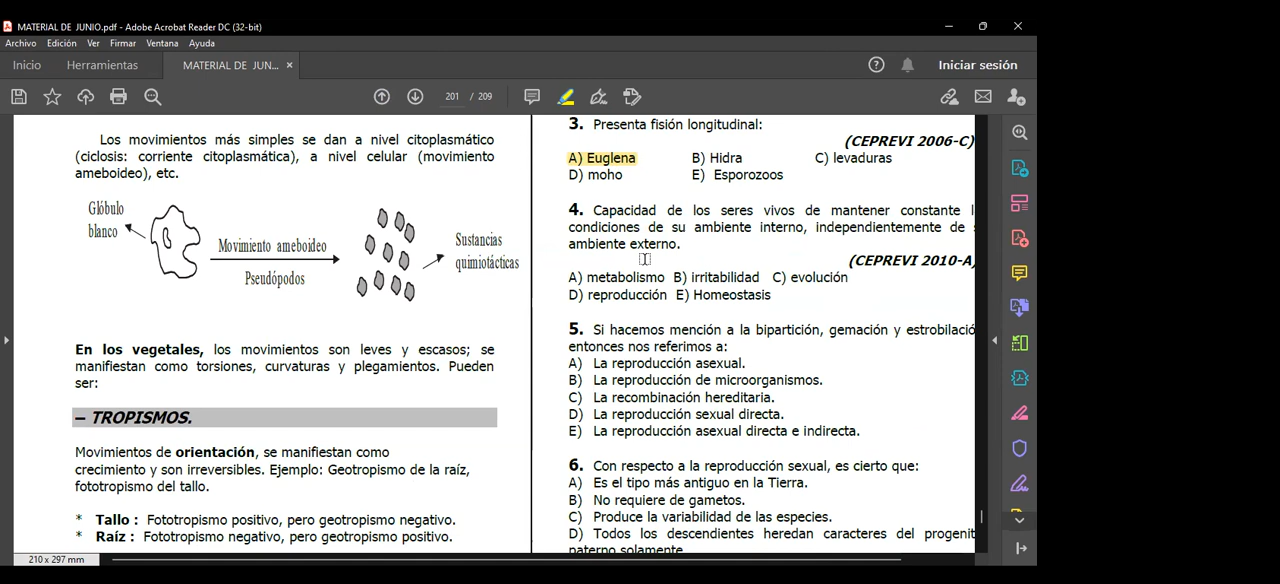 MATERIAL DE JUNIO.pdf - Adobe Acrobat Reader DC (32-bit)
Archivo Edición Ver Firmar Ventana Ayuda
Inicio Herramientas MATERIAL DE JUN... × Iniciar sesión
201 / 209
Los movimientos más simples se dan a nivel citoplasmático
(ciclosis: corriente citoplasmática), a nivel celular (movimiento
ameboideo), etc.
Glóbulo
blanco
Movimiento ameboideo
Pseudópodos
Sustancias
quimiotácticas
En los vegetales, los movimientos son leves y escasos; se
manifiestan como torsiones, curvaturas y plegamientos. Pueden
ser:
– TROPISMOS.
Movimientos de orientación, se manifiestan como
crecimiento y son irreversibles. Ejemplo: Geotropismo de la raíz,
fototropismo del tallo.
* Tallo : Fototropismo positivo, pero geotropismo negativo.
* Raíz : Fototropismo negativo, pero geotropismo positivo.
3. Presenta fisión longitudinal:
(CEPREVI 2006-C)
A) Euglena B) Hidra C) levaduras
D) moho E) Esporozoos
4. Capacidad de los seres vivos de mantener constante
condiciones de su ambiente interno, independientemente de
ambiente externo.
(CEPREVI 2010-A)
A) metabolismo B) irritabilidad C) evolución
D) reproducción E) Homeostasis
5. Si hacemos mención a la bipartición, gemación y estrobilació
entonces nos referimos a:
A) La reproducción asexual.
B) La reproducción de microorganismos.
C) La recombinación hereditaria.
D) La reproducción sexual directa.
E) La reproducción asexual directa e indirecta.
6. Con respecto a la reproducción sexual, es cierto que:
A) Es el tipo más antiguo en la Tierra.
B) No requiere de gametos.
C) Produce la variabilidad de las especies.
D) Todos los descendientes heredan caracteres del progenit
paterno solamente
210 x 297 mm